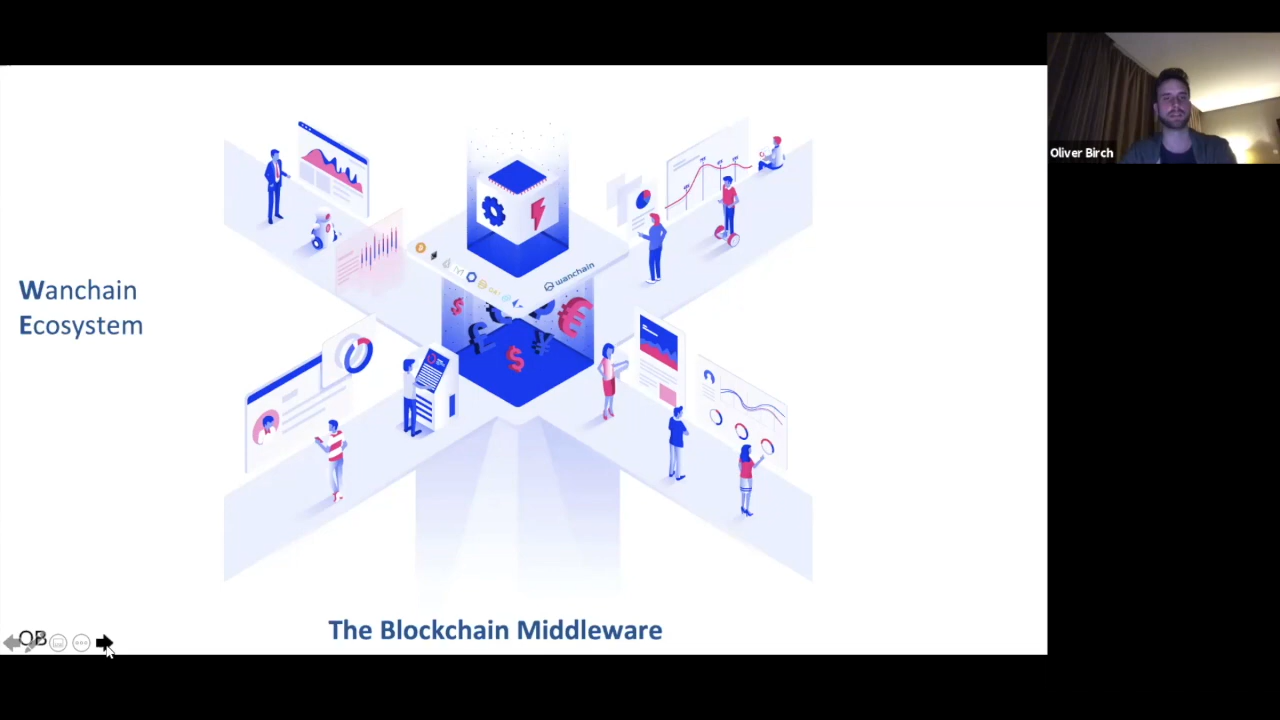 Oliver Birch
wanchain
Wanchain
Ecosystem
The Blockchain Middleware
OB